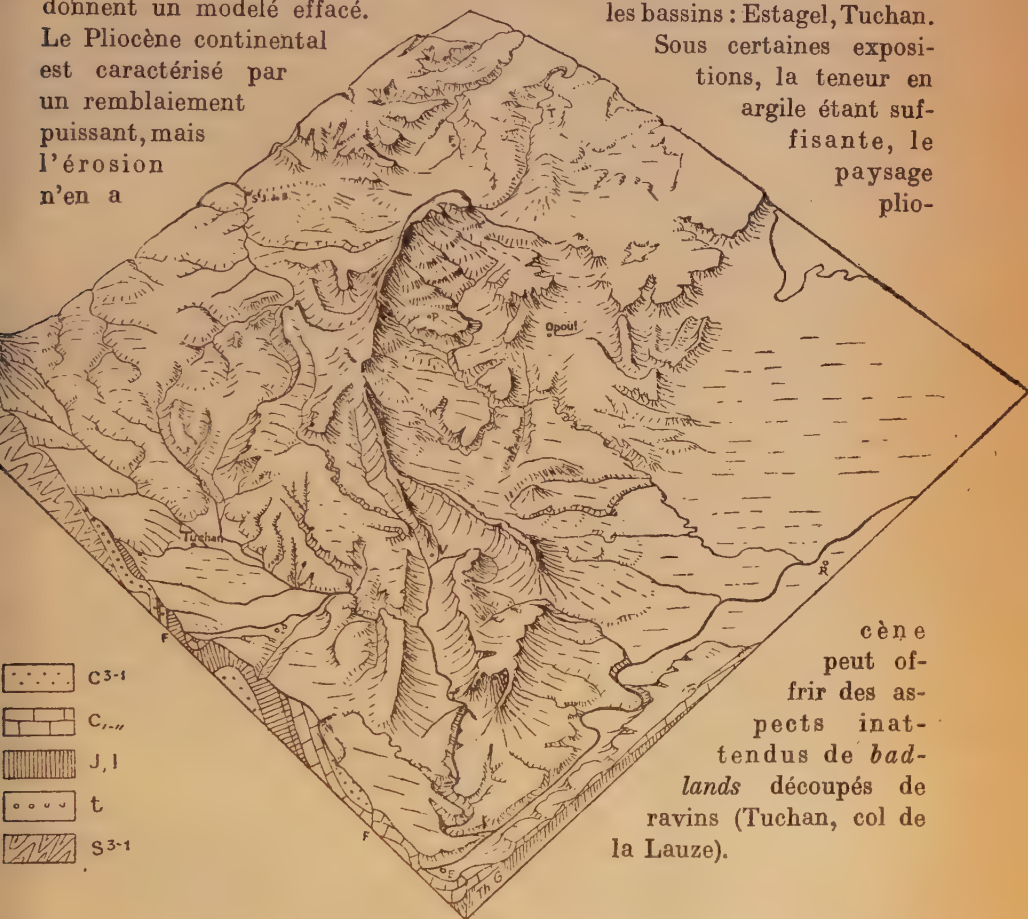 donnent un modelé effacé.
Le Pliocène continental
est caractérisé par
un remblaiement
puissant, mais
l'érosion
n'en a
les bassins : Estagel, Tuchan.
Sous certaines exposi-
tions, la teneur en
argile étant suf-
fisante, le
paysage
plio-
cène
peut of-
frir des as-
pects inat-
tendus de bad-
lands découpés de
ravins (Tuchan, col de
la Lauze).
Opoul
Tuchan
P
V
R
F
F
E
Th G
C³⁻¹
C,-,,
J, l
t
S³⁻¹